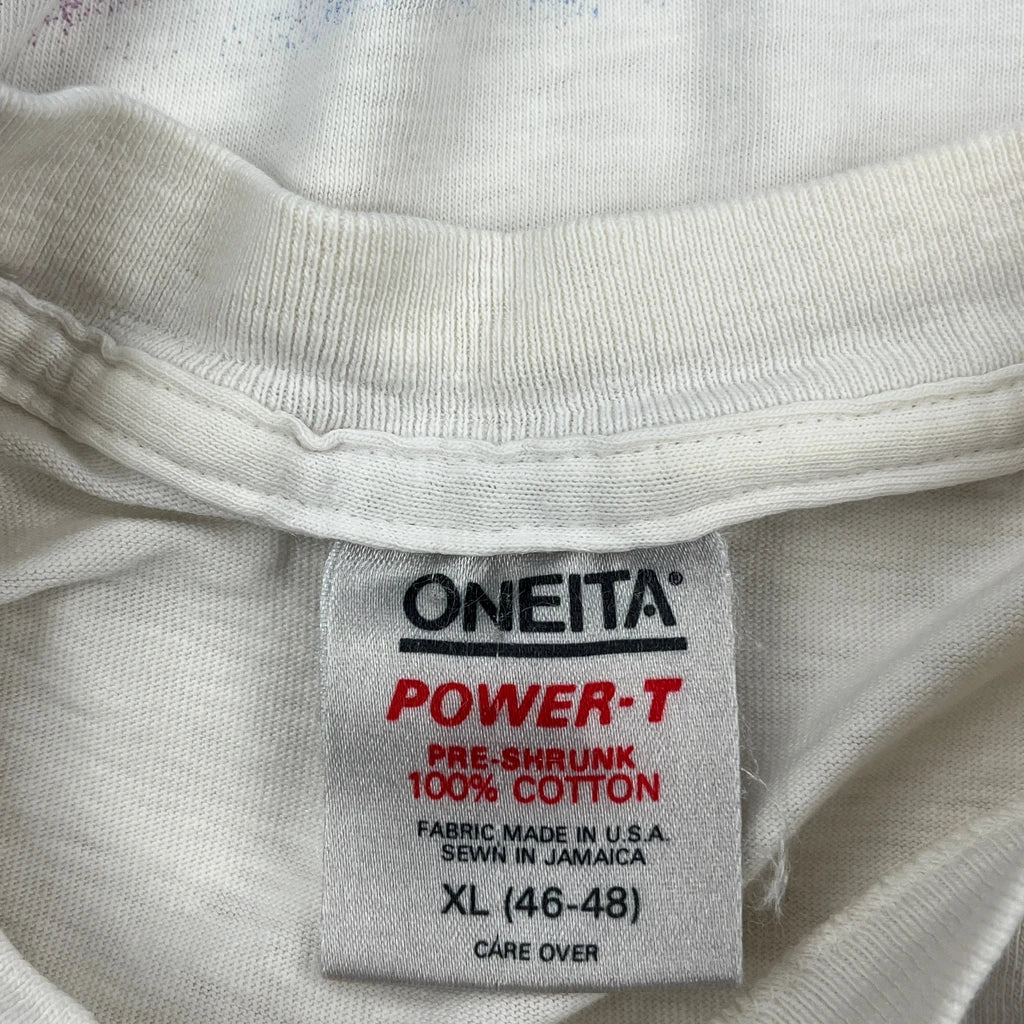 ONEITA®
POWER-T
PRE-SHRUNK
100% COTTON
FABRIC MADE IN U.S.A.
SEWN IN JAMAICA
XL (46-48)
CARE OVER